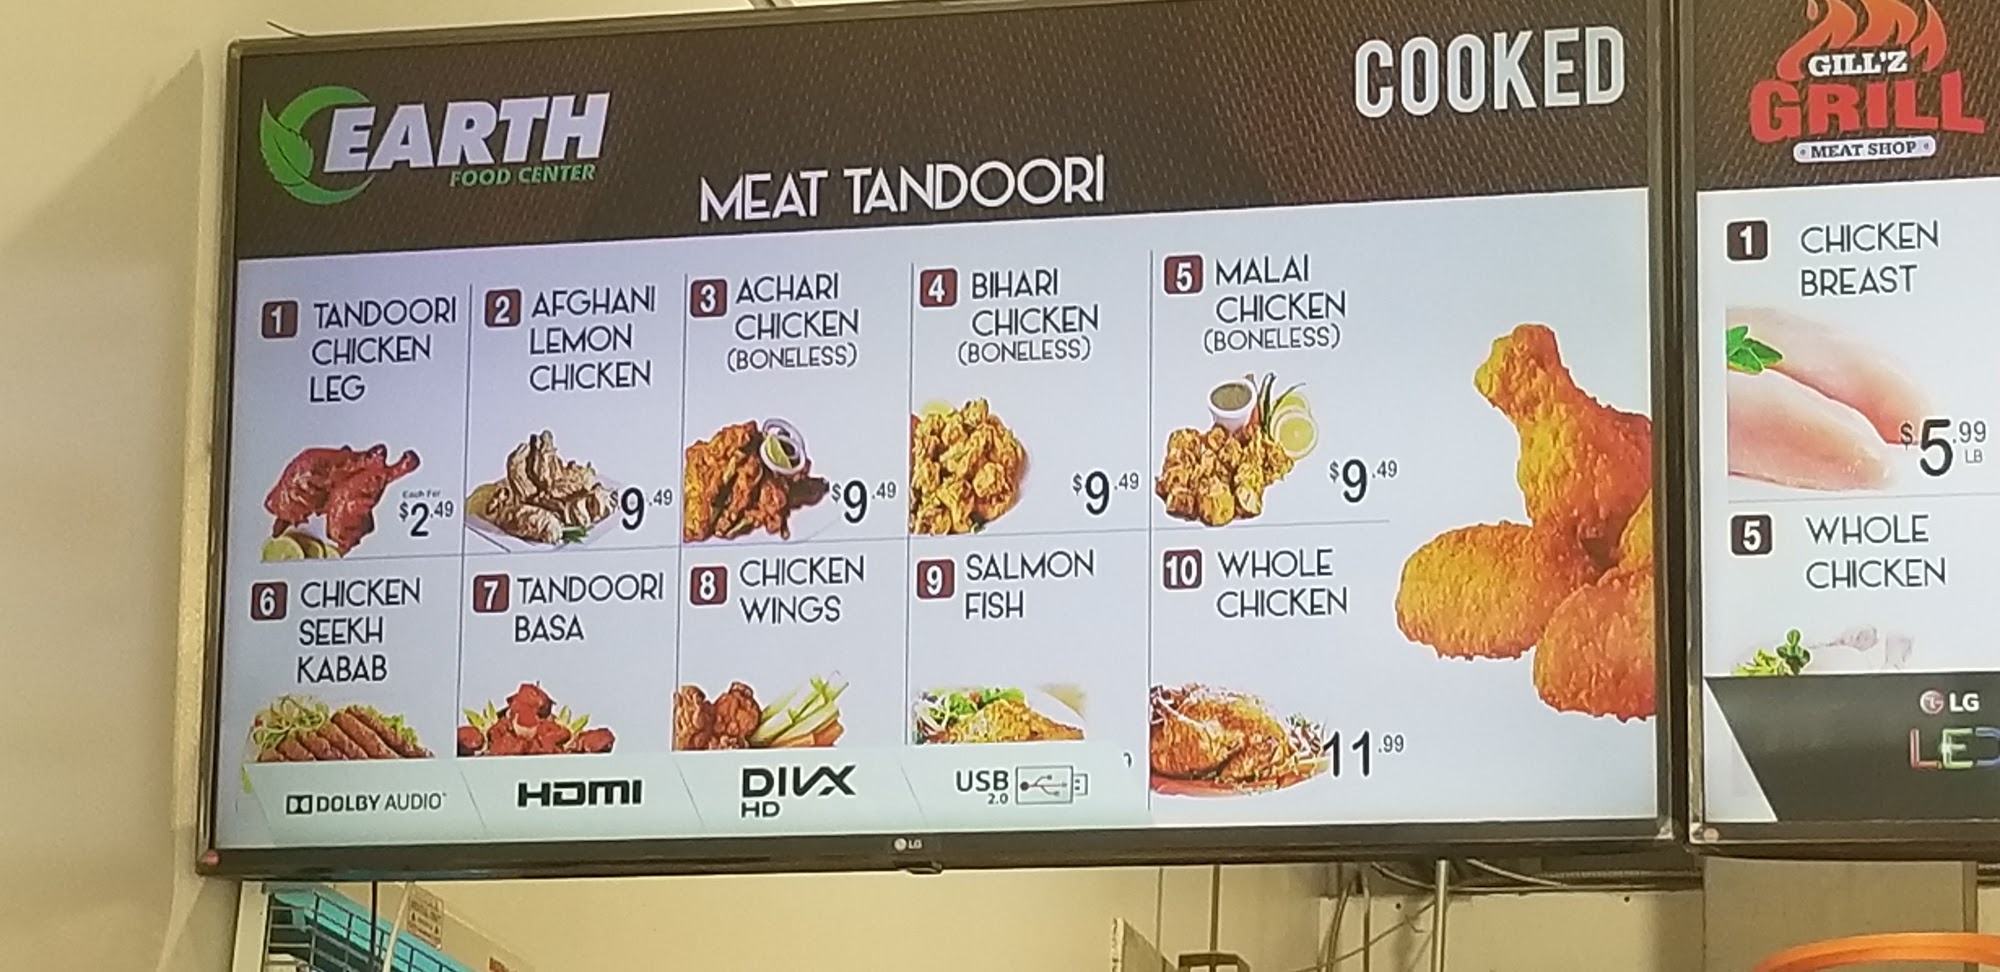 COOKED
EARTH
FOOD CENTER
MEAT TANDOORI
1 TANDOORI
CHICKEN
LEG
Each For
$2.49
2 AFGHANI
LEMON
CHICKEN
$9.49
3 ACHARI
CHICKEN
(BONELESS)
$9.49
4 BIHARI
CHICKEN
(BONELESS)
$9.49
5 MALAI
CHICKEN
(BONELESS)
$9.49
6 CHICKEN
SEEKH
KABAB
7 TANDOORI
BASA
8 CHICKEN
WINGS
9 SALMON
FISH
10 WHOLE
CHICKEN
$11.99
DOLBY AUDIO
HDMI
DIVX
HD
USB
2.0
LG
GILL'Z
GRILL
MEAT SHOP
1 CHICKEN
BREAST
$5.99
LB
5 WHOLE
CHICKEN
LG
LED